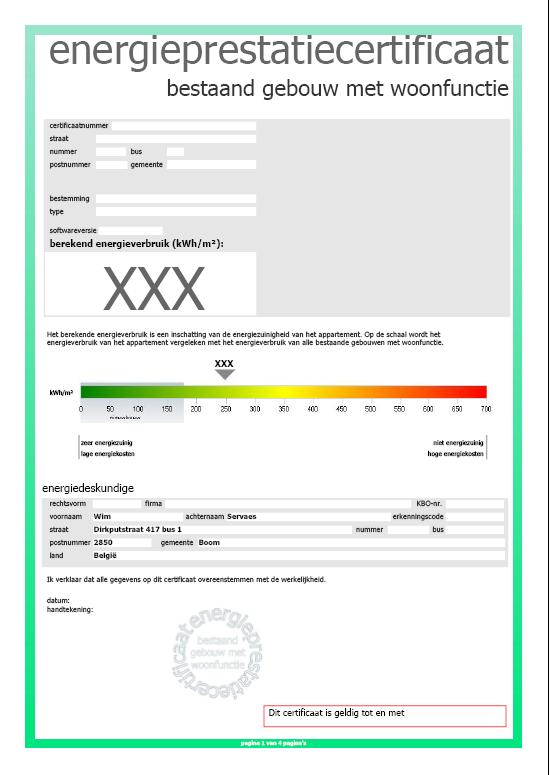 energieprestatiecertificaat
bestaand gebouw met woonfunctie
certificaatnummer
straat
nummer bus
postnummer gemeente
bestemming
type
softwareversie
berekend energieverbruik (kWh/m²):
XXX
Het berekende energieverbruik is een inschatting van de energiezuinigheid van het appartement. Op de schaal wordt het
energieverbruik van het appartement vergeleken met het energieverbruik van alle bestaande gebouwen met woonfunctie.
XXX
kWh/m²
0 50 100 150 200 250 300 350 400 450 500 550 600 650 700
zeer energiezuinig niet energiezuinig
lage energiekosten hoge energiekosten
energiedeskundige
rechtsvorm firma KBO-nr.
voornaam Wim achternaam Servaes erkenningscode
straat Dirkputstraat 417 bus 1 nummer bus
postnummer 2850 gemeente Boom
land België
Ik verklaar dat alle gegevens op dit certificaat overeenstemmen met de werkelijkheid.
datum:
handtekening:
energieprestatiecertificaat
bestaand
gebouw met
woonfunctie
Dit certificaat is geldig tot en met
pagina 1 van 4 pagina's